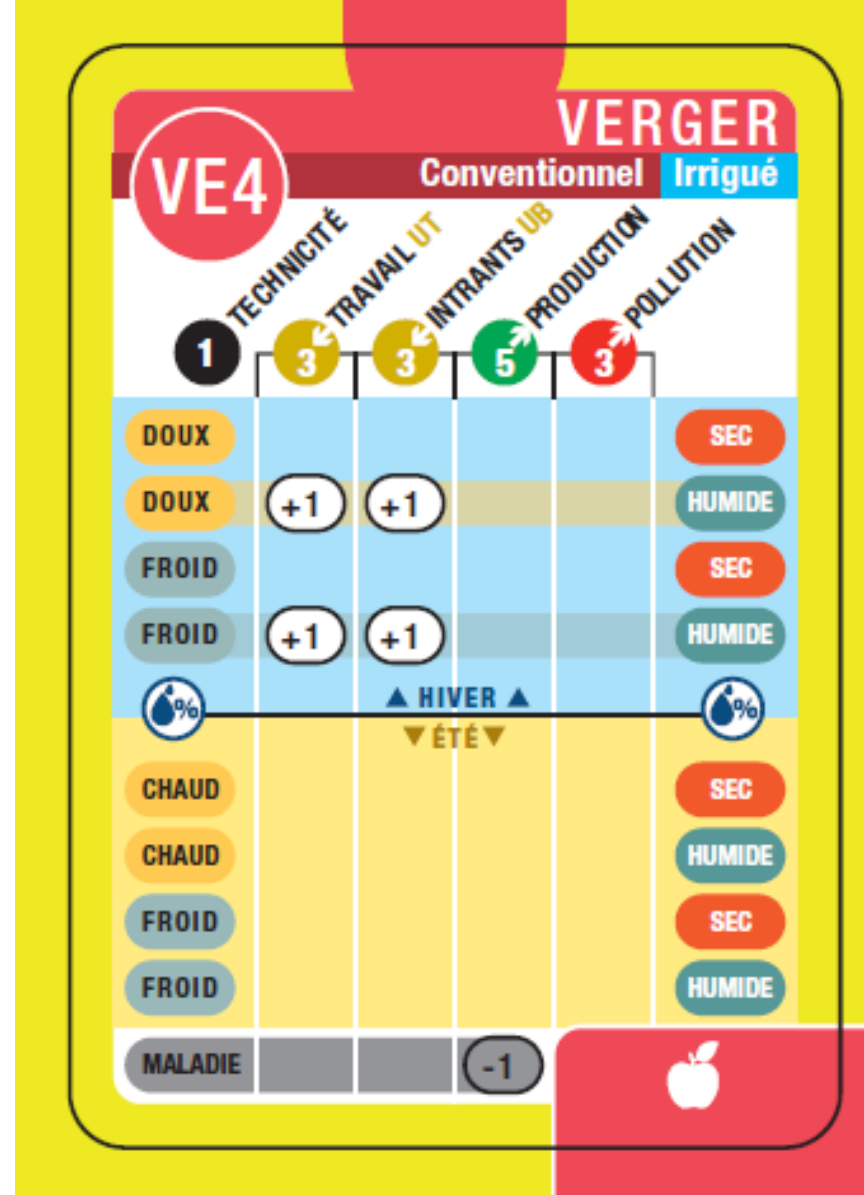 VERGER
VE4
Conventionnel Irrigué
TECHNICITÉ
TRAVAIL UT
INTRANTS UB
PRODUCTION
POLLUTION
1 3 3 5 3
DOUX SEC
DOUX +1 +1 HUMIDE
FROID SEC
FROID +1 +1 HUMIDE
% ▲ HIVER ▲ %
▼ ÉTÉ ▼
CHAUD SEC
CHAUD HUMIDE
FROID SEC
FROID HUMIDE
MALADIE -1